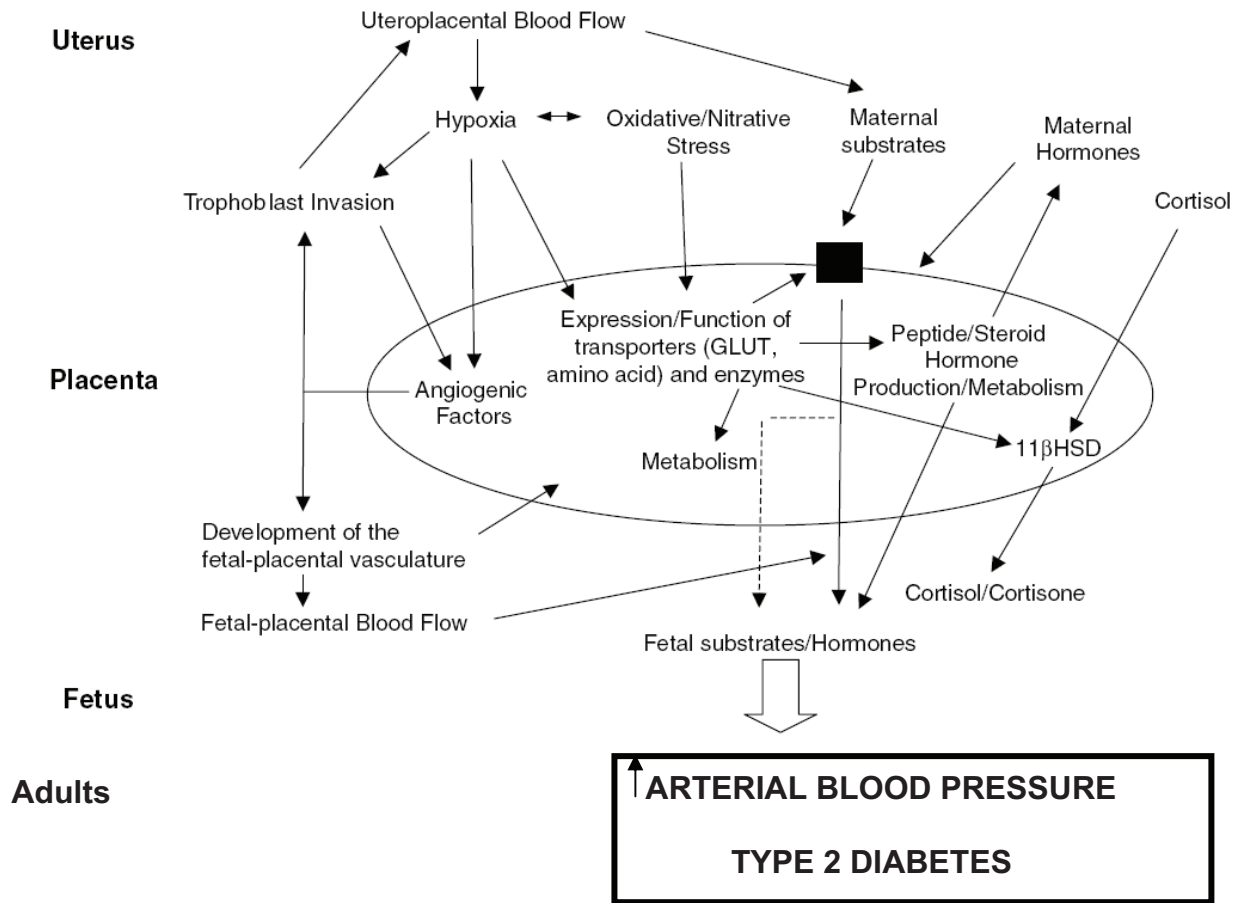 Uteroplacental Blood Flow
Uterus
Hypoxia
Oxidative/Nitrative
Stress
Maternal
substrates
Maternal
Hormones
Trophoblast Invasion
Cortisol
Expression/Function of
transporters (GLUT,
amino acid) and enzymes
Peptide/Steroid
Hormone
Production/Metabolism
Placenta
Angiogenic
Factors
Metabolism
11βHSD
Development of the
fetal-placental vasculature
Cortisol/Cortisone
Fetal-placental Blood Flow
Fetal substrates/Hormones
Fetus
Adults
ARTERIAL BLOOD PRESSURE
TYPE 2 DIABETES